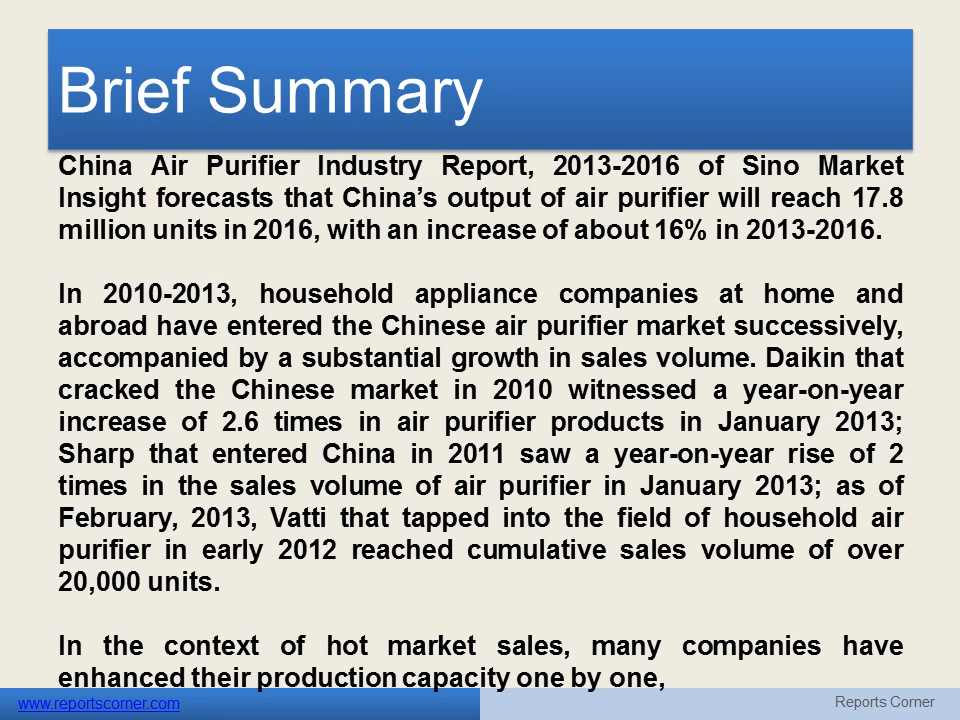 Brief Summary
China Air Purifier Industry Report, 2013-2016 of Sino Market
Insight forecasts that China’s output of air purifier will reach 17.8
million units in 2016, with an increase of about 16% in 2013-2016.
In 2010-2013, household appliance companies at home and
abroad have entered the Chinese air purifier market successively,
accompanied by a substantial growth in sales volume. Daikin that
cracked the Chinese market in 2010 witnessed a year-on-year
increase of 2.6 times in air purifier products in January 2013;
Sharp that entered China in 2011 saw a year-on-year rise of 2
times in the sales volume of air purifier in January 2013; as of
February, 2013, Vatti that tapped into the field of household air
purifier in early 2012 reached cumulative sales volume of over
20,000 units.
In the context of hot market sales, many companies have
enhanced their production capacity one by one,
www.reportscorner.com
Reports Corner